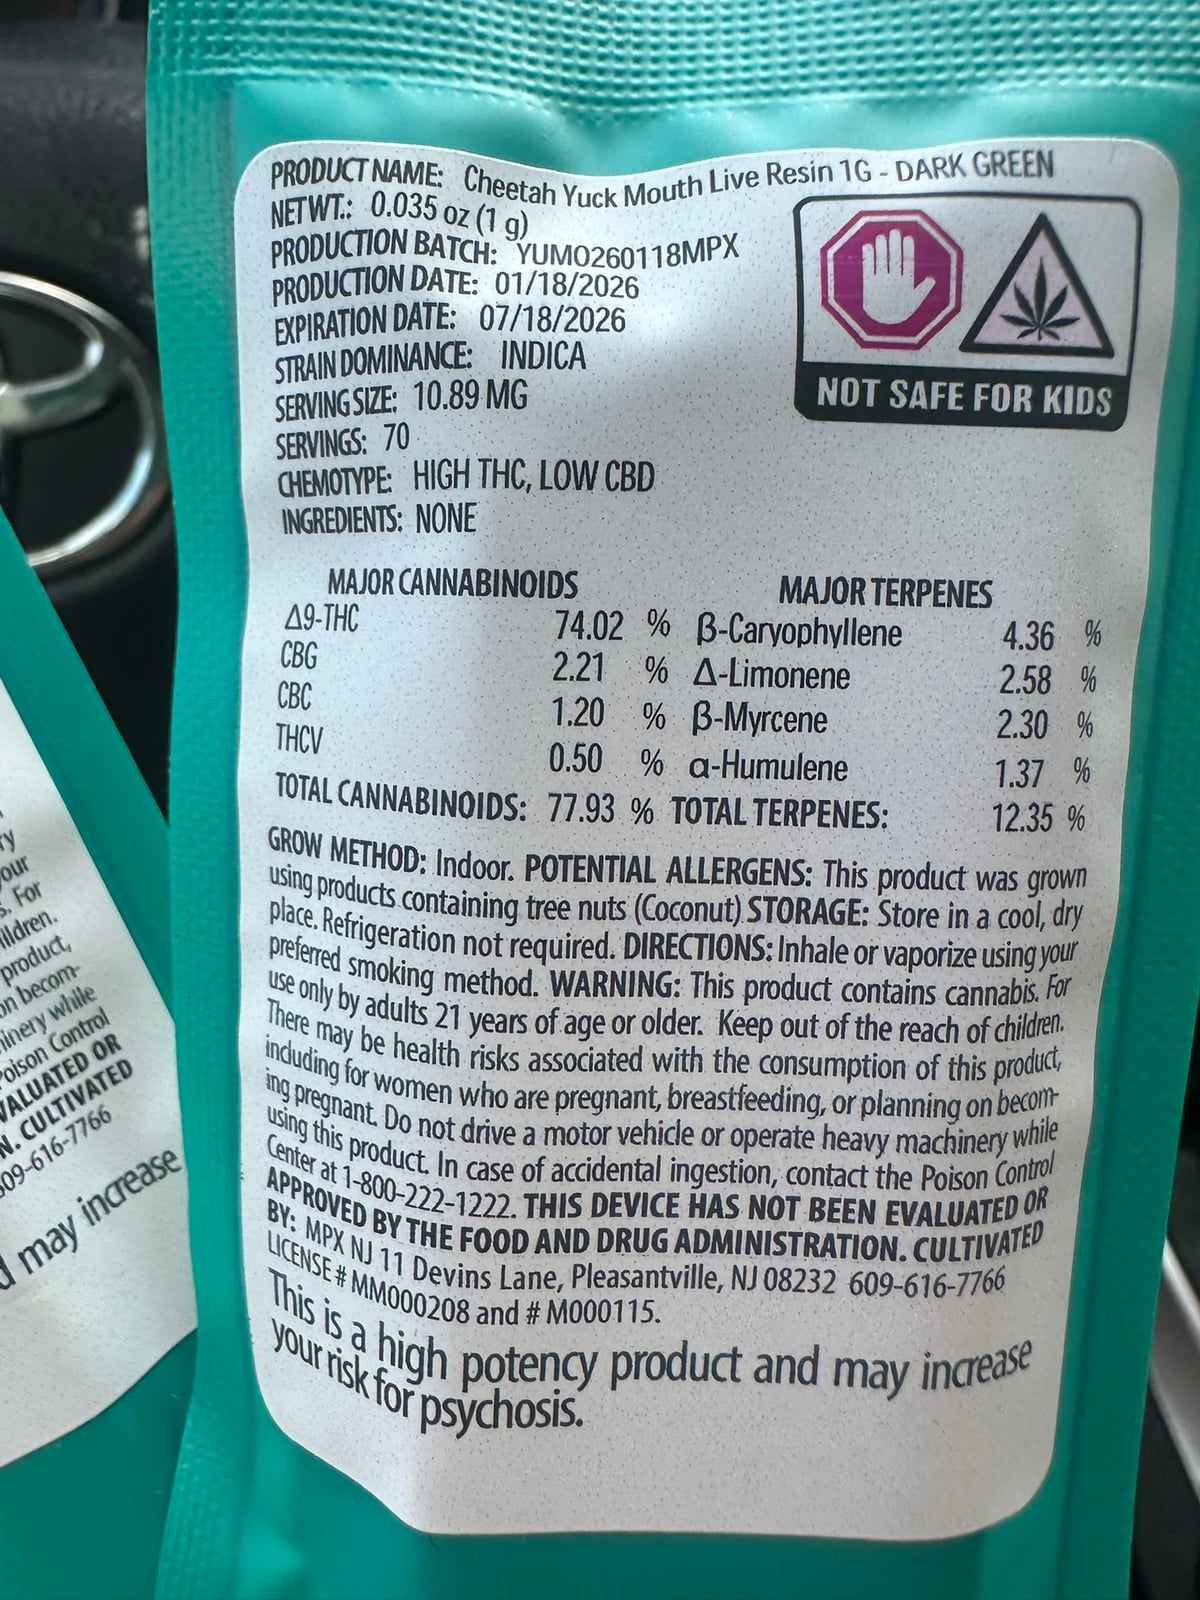 PRODUCT NAME: Cheetah Yuck Mouth Live Resin 1G - DARK GREEN
NET WT.: 0.035 oz (1 g)
PRODUCTION BATCH: YUMO260118MPX
PRODUCTION DATE: 01/18/2026
EXPIRATION DATE: 07/18/2026
STRAIN DOMINANCE: INDICA
SERVING SIZE: 10.89 MG
SERVINGS: 70
CHEMOTYPE: HIGH THC, LOW CBD
INGREDIENTS: NONE
NOT SAFE FOR KIDS
MAJOR CANNABINOIDS MAJOR TERPENES
Δ9-THC 74.02 % β-Caryophyllene 4.36 %
CBG 2.21 % Δ-Limonene 2.58 %
CBC 1.20 % β-Myrcene 2.30 %
THCV 0.50 % α-Humulene 1.37 %
TOTAL CANNABINOIDS: 77.93 % TOTAL TERPENES: 12.35 %
GROW METHOD: Indoor. POTENTIAL ALLERGENS: This product was grown
using products containing tree nuts (Coconut) STORAGE: Store in a cool, dry
place. Refrigeration not required. DIRECTIONS: Inhale or vaporize using your
preferred smoking method. WARNING: This product contains cannabis. For
use only by adults 21 years of age or older. Keep out of the reach of children.
There may be health risks associated with the consumption of this product,
including for women who are pregnant, breastfeeding, or planning on becom-
ing pregnant. Do not drive a motor vehicle or operate heavy machinery while
using this product. In case of accidental ingestion, contact the Poison Control
Center at 1-800-222-1222. THIS DEVICE HAS NOT BEEN EVALUATED OR
APPROVED BY THE FOOD AND DRUG ADMINISTRATION. CULTIVATED
BY: MPX NJ 11 Devins Lane, Pleasantville, NJ 08232 609-616-7766
LICENSE # MM000208 and # M000115.
This is a high potency product and may increase
your risk for psychosis.
your
. For
product,
while
Control
OR
N. CULTIVATED
09-616-7766
may increase